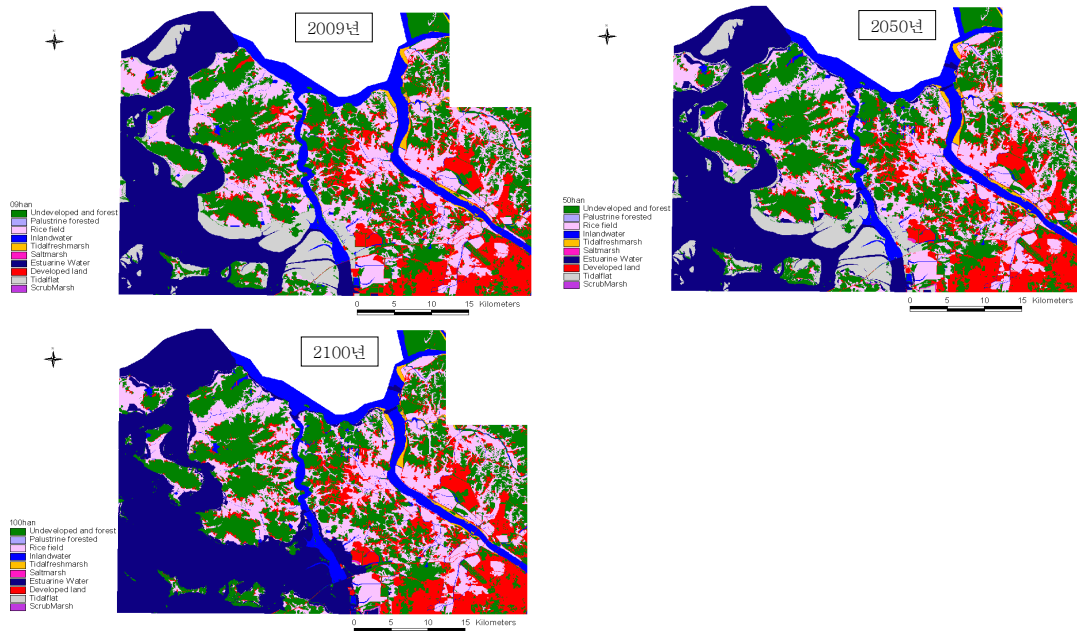 2009년
09han
Undeveloped and forest
Palustrine forested
Rice field
Inlandwater
Tidalfreshmarsh
Saltmarsh
Estuarine Water
Developed land
Tidalflat
ScrubMarsh
0 5 10 15 Kilometers
2050년
50han
Undeveloped and forest
Palustrine forested
Rice field
Inlandwater
Tidalfreshmarsh
Saltmarsh
Estuarine Water
Developed land
Tidalflat
ScrubMarsh
0 5 10 15 Kilometers
2100년
100han
Undeveloped and forest
Palustrine forested
Rice field
Inlandwater
Tidalfreshmarsh
Saltmarsh
Estuarine Water
Developed land
Tidalflat
ScrubMarsh
0 5 10 15 Kilometers